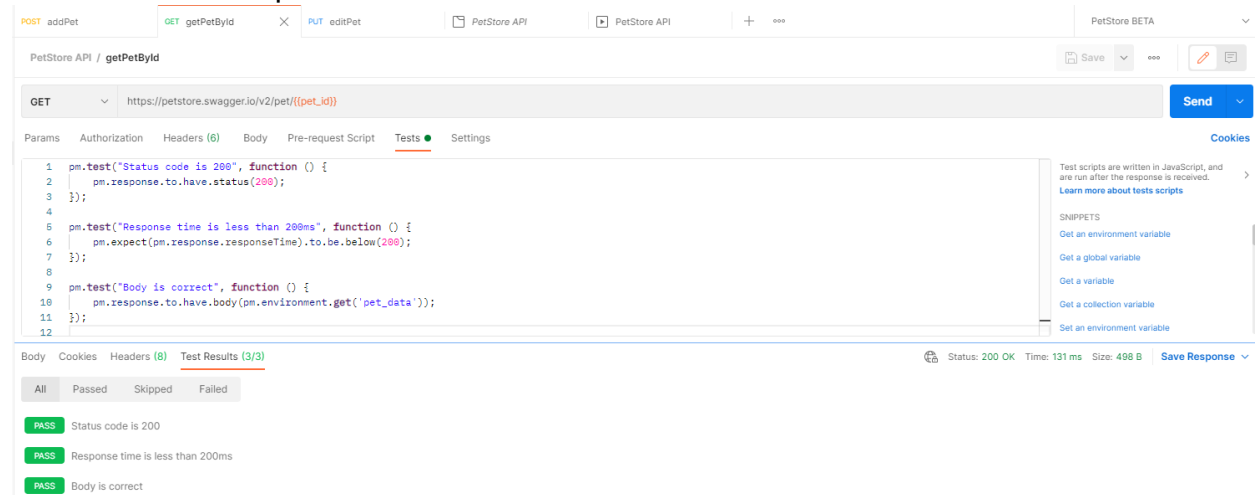 POST addPet GET getPetById PUT editPet PetStore API PetStore API PetStore BETA
PetStore API / getPetById Save
GET https://petstore.swagger.io/v2/pet/{{pet_id}} Send
Params Authorization Headers (6) Body Pre-request Script Tests Settings Cookies
1 pm.test("Status code is 200", function () {
2 pm.response.to.have.status(200);
3 });
4
5 pm.test("Response time is less than 200ms", function () {
6 pm.expect(pm.response.responseTime).to.be.below(200);
7 });
8
9 pm.test("Body is correct", function () {
10 pm.response.to.have.body(pm.environment.get('pet_data'));
11 });
12
Test scripts are written in JavaScript, and
are run after the response is received.
Learn more about tests scripts
SNIPPETS
Get an environment variable
Get a global variable
Get a variable
Get a collection variable
Set an environment variable
Body Cookies Headers (8) Test Results (3/3) Status: 200 OK Time: 131 ms Size: 498 B Save Response
All Passed Skipped Failed
PASS Status code is 200
PASS Response time is less than 200ms
PASS Body is correct